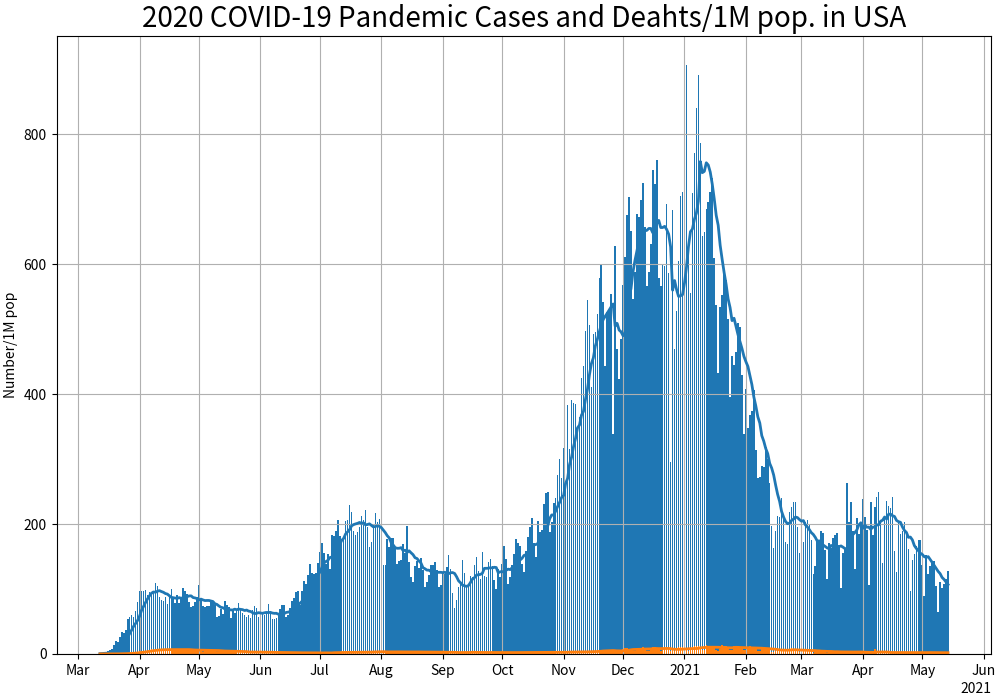 2020 COVID-19 Pandemic Cases and Deahts/1M pop. in USA
Number/1M pop
800
600
400
200
0
Mar Apr May Jun Jul Aug Sep Oct Nov Dec 2021 Feb Mar Apr May Jun
2021